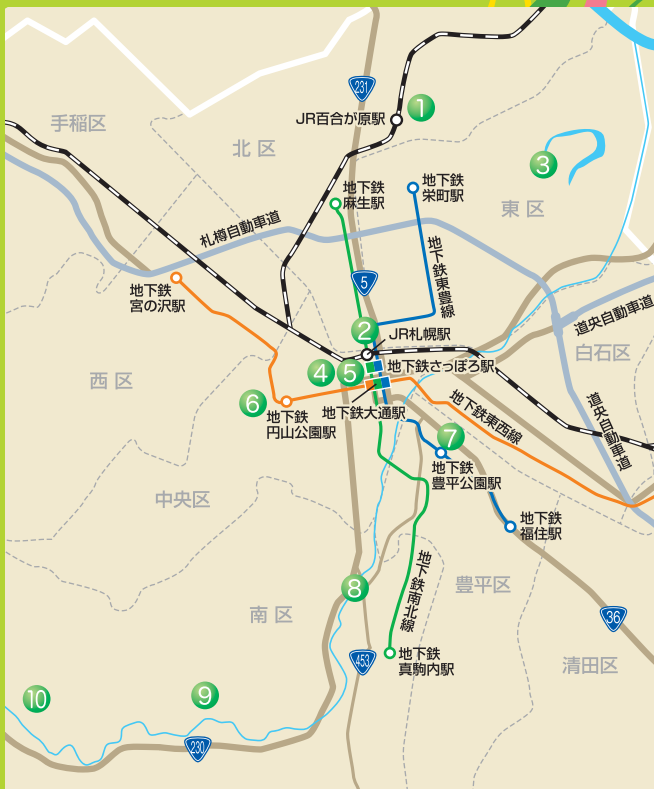 231
①
JR百合が原駅
手稲区
北区
③
地下鉄
麻生駅
地下鉄
栄町駅
東区
札樽自動車道
地下鉄東豊線
地下鉄
宮の沢駅
5
道央自動車道
②
JR札幌駅
白石区
④
⑤
地下鉄さっぽろ駅
西区
⑥
地下鉄
円山公園駅
地下鉄大通駅
地下鉄東西線
道央自動車道
⑦
地下鉄
豊平公園駅
中央区
地下鉄
福住駅
地下鉄南北線
⑧
豊平区
南区
36
453
地下鉄
真駒内駅
清田区
⑩
⑨
230